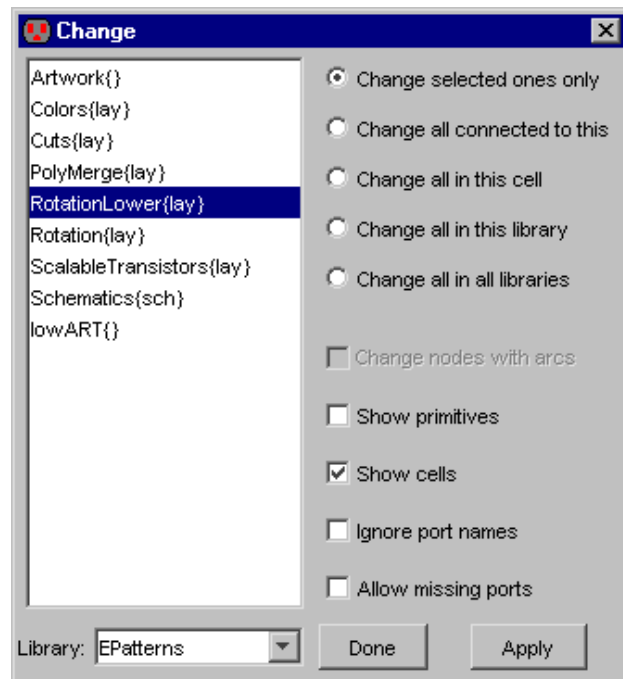 Change
Artwork{}
Colors{lay}
Cuts{lay}
PolyMerge{lay}
RotationLower{lay}
Rotation{lay}
ScalableTransistors{lay}
Schematics{sch}
lowART{}
Change selected ones only
Change all connected to this
Change all in this cell
Change all in this library
Change all in all libraries
Change nodes with arcs
Show primitives
Show cells
Ignore port names
Allow missing ports
Library: EPatterns Done Apply